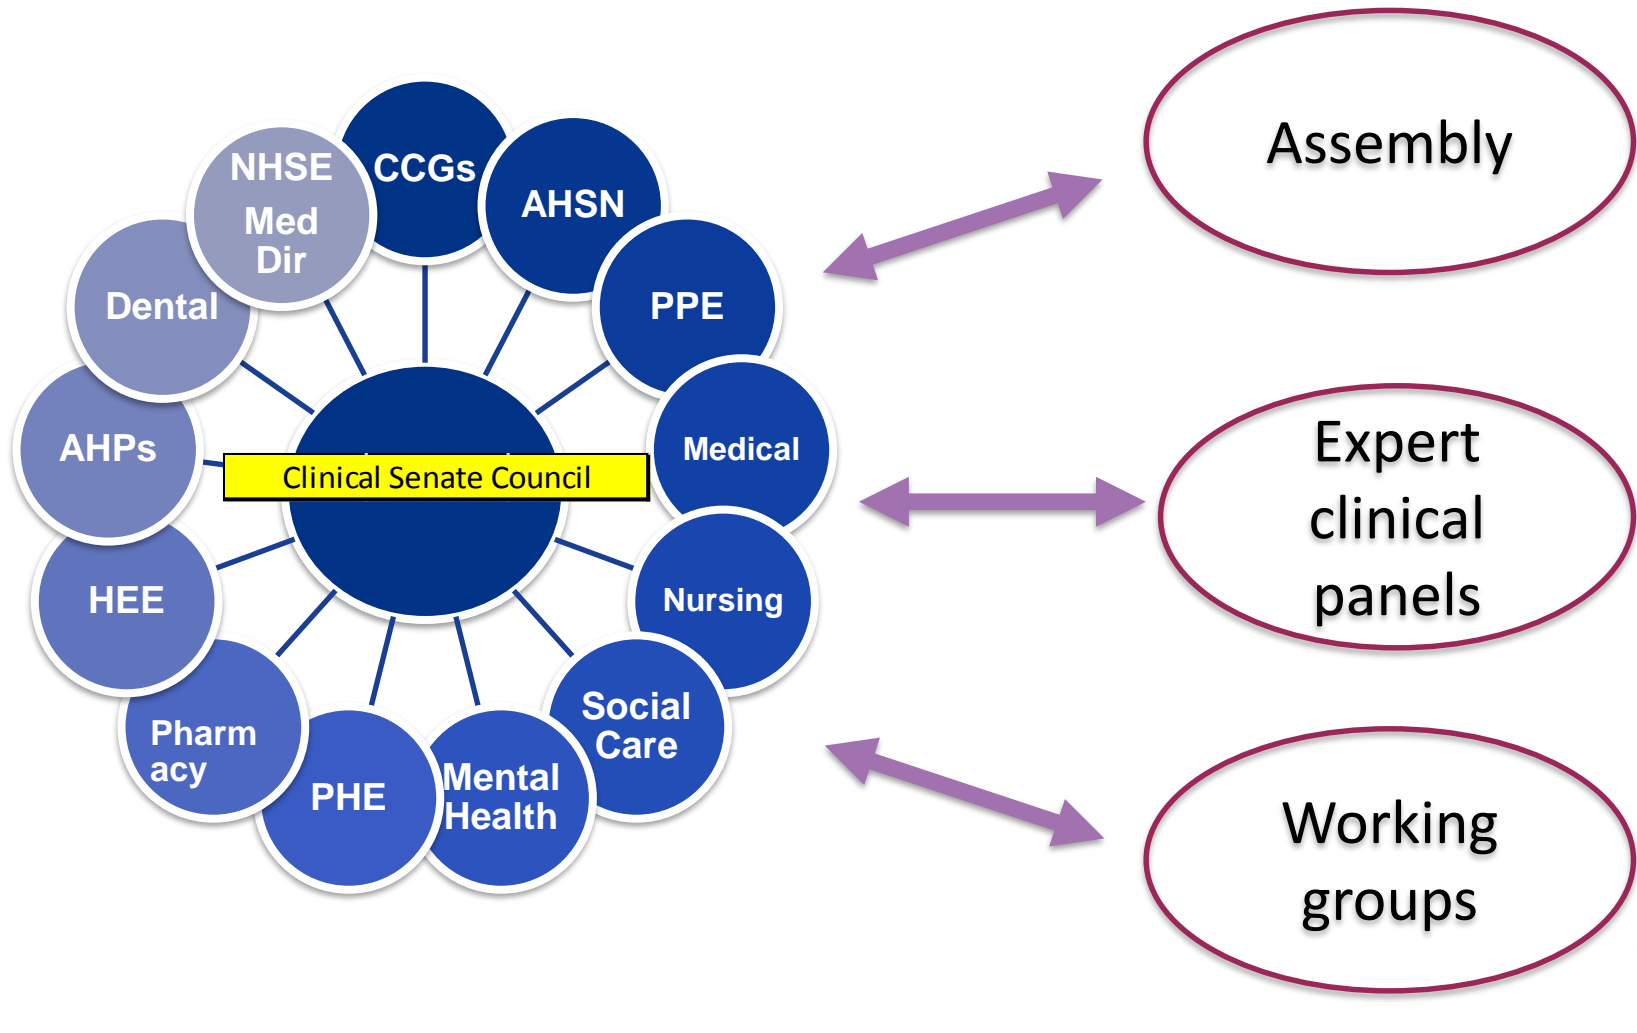 CCGs
AHSN
PPE
Medical
Nursing
Social
Care
Mental
Health
PHE
Pharm
acy
HEE
AHPs
Dental
NHSE
Med
Dir
Clinical Senate Council
Assembly
Expert
clinical
panels
Working
groups